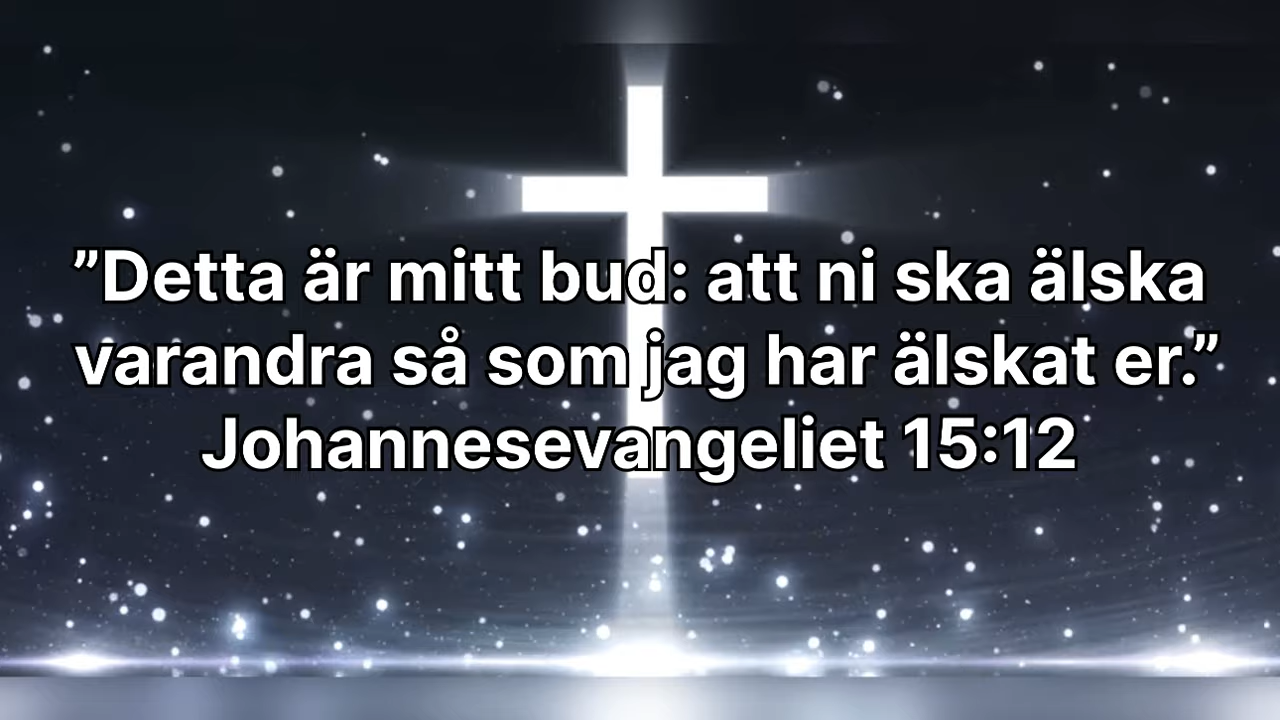 ”Detta är mitt bud: att ni ska älska
varandra så som jag har älskat er.”
Johannesevangeliet 15:12